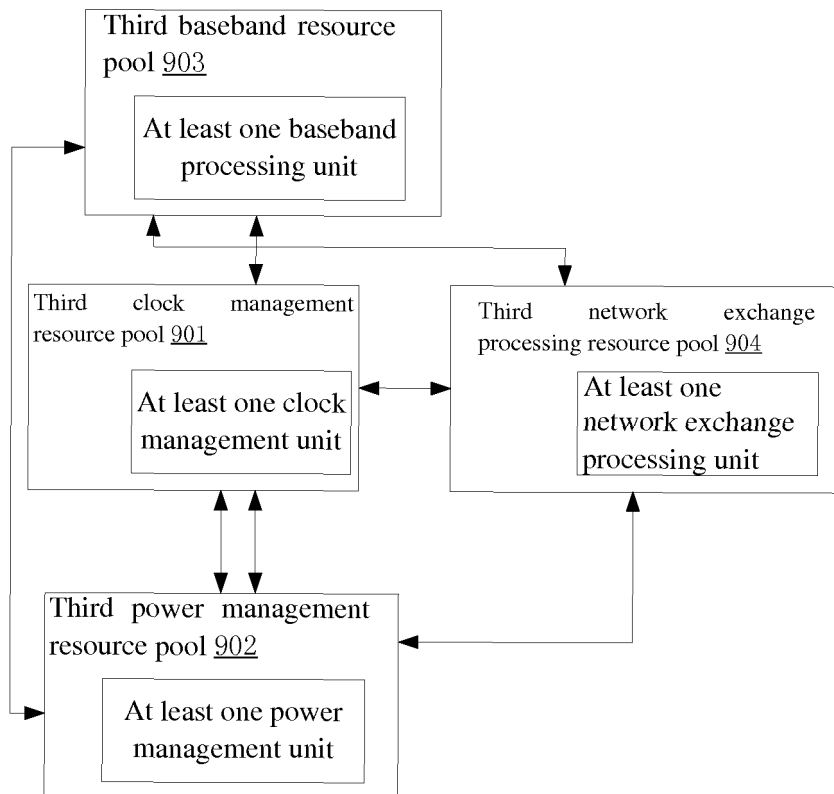 Third baseband resource
pool 903
At least one baseband
processing unit
Third clock management
resource pool 901
At least one clock
management unit
Third network exchange
processing resource pool 904
At least one
network exchange
processing unit
Third power management
resource pool 902
At least one power
management unit